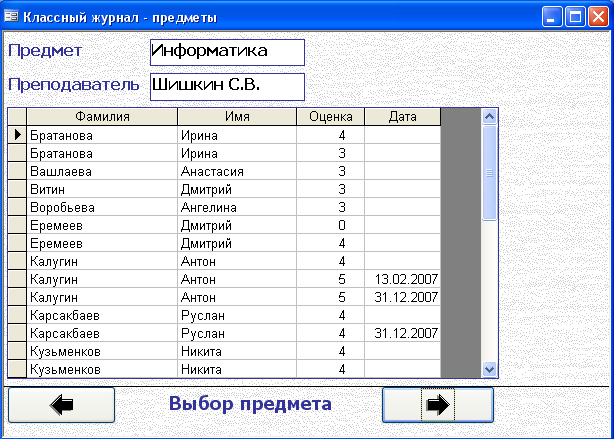 Классный журнал - предметы
Предмет Информатика
Преподаватель Шишкин С.В.
Фамилия Имя Оценка Дата
Братанова Ирина 4
Братанова Ирина 3
Вашлаева Анастасия 3
Витин Дмитрий 3
Воробьева Ангелина 3
Еремеев Дмитрий 0
Еремеев Дмитрий 4
Калугин Антон 4
Калугин Антон 5 13.02.2007
Калугин Антон 5 31.12.2007
Карсакбаев Руслан 4
Карсакбаев Руслан 4 31.12.2007
Кузьменков Никита 4
Кузьменков Никита 4
Выбор предмета